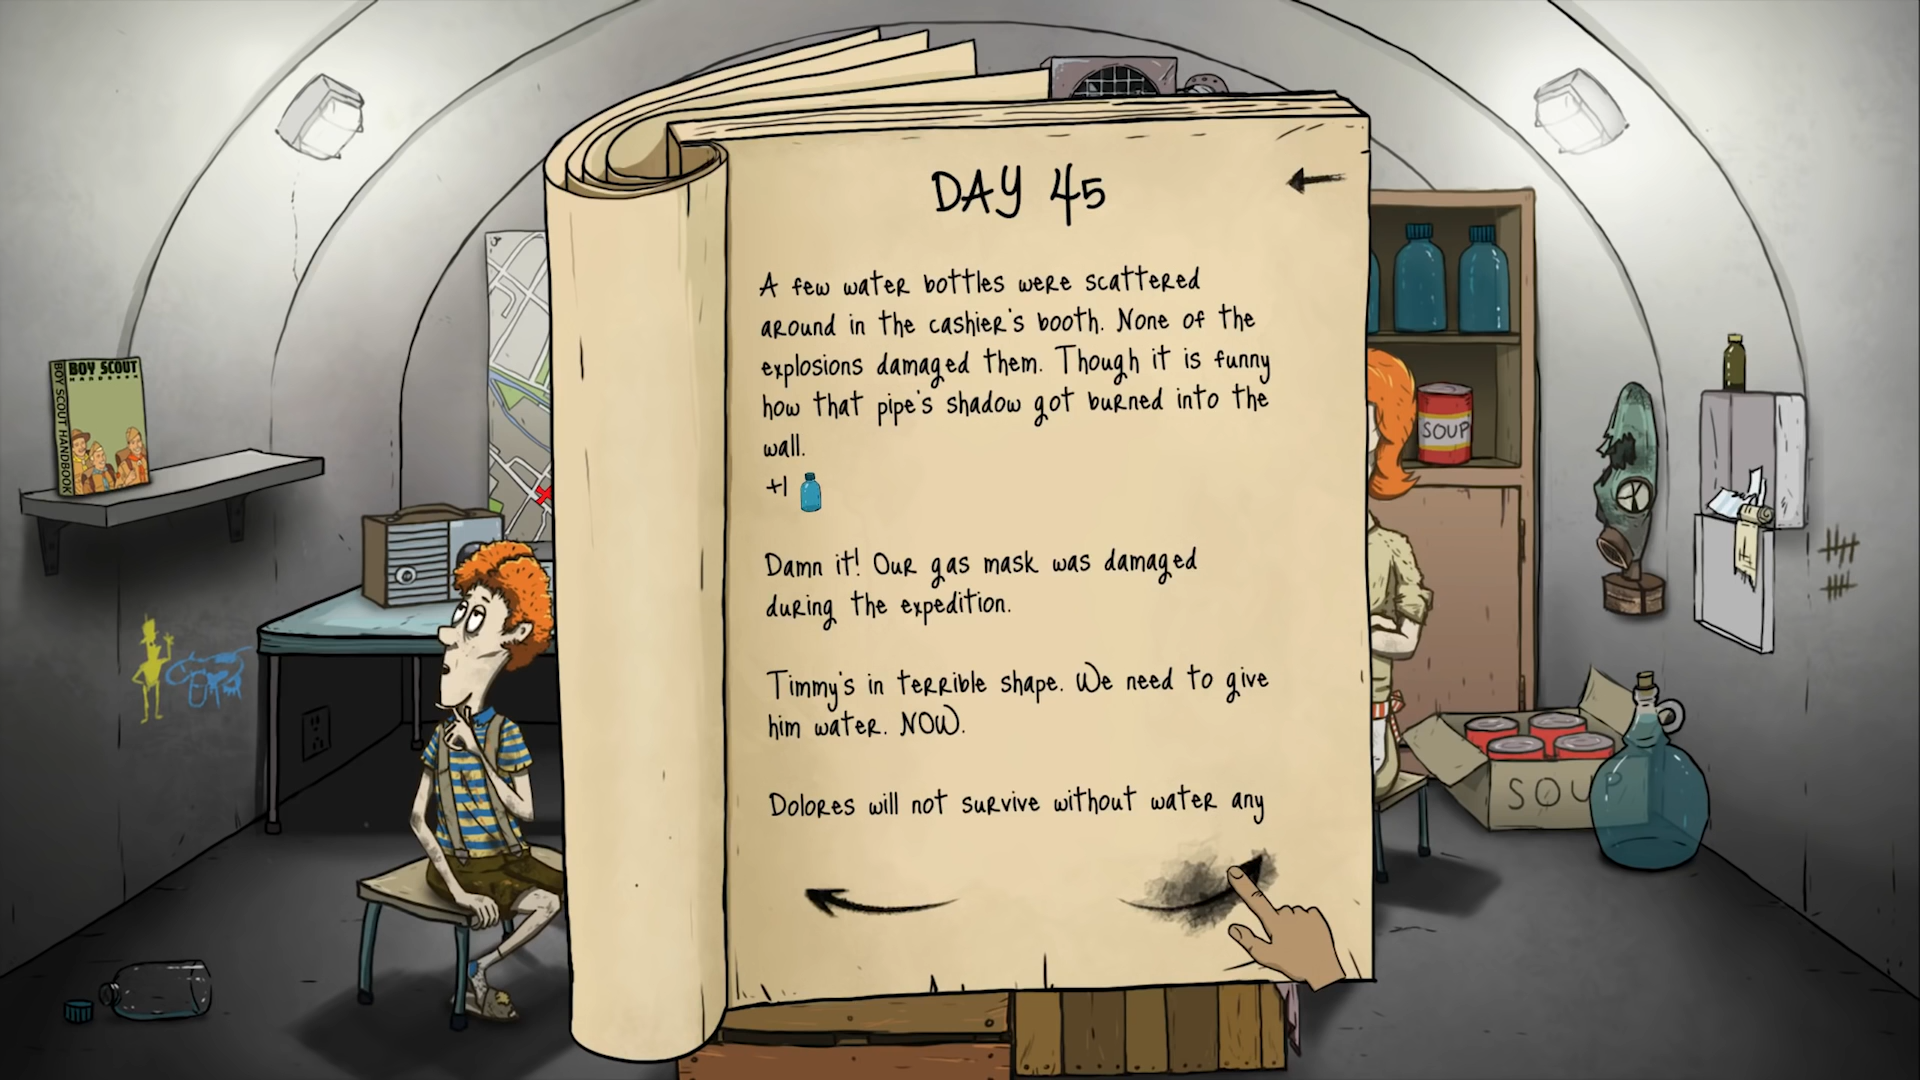 DAY 45
A few water bottles were scattered
around in the cashier's booth. None of the
explosions damaged them. Though it is funny
how that pipe's shadow got burned into the
wall.
+1
Damn it! Our gas mask was damaged
during the expedition.
Timmy's in terrible shape. We need to give
him water. NOW.
Dolores will not survive without water any
BOY SCOUT
HANDBOOK
BOY SCOUT HANDBOOK
SOUP
SOUP